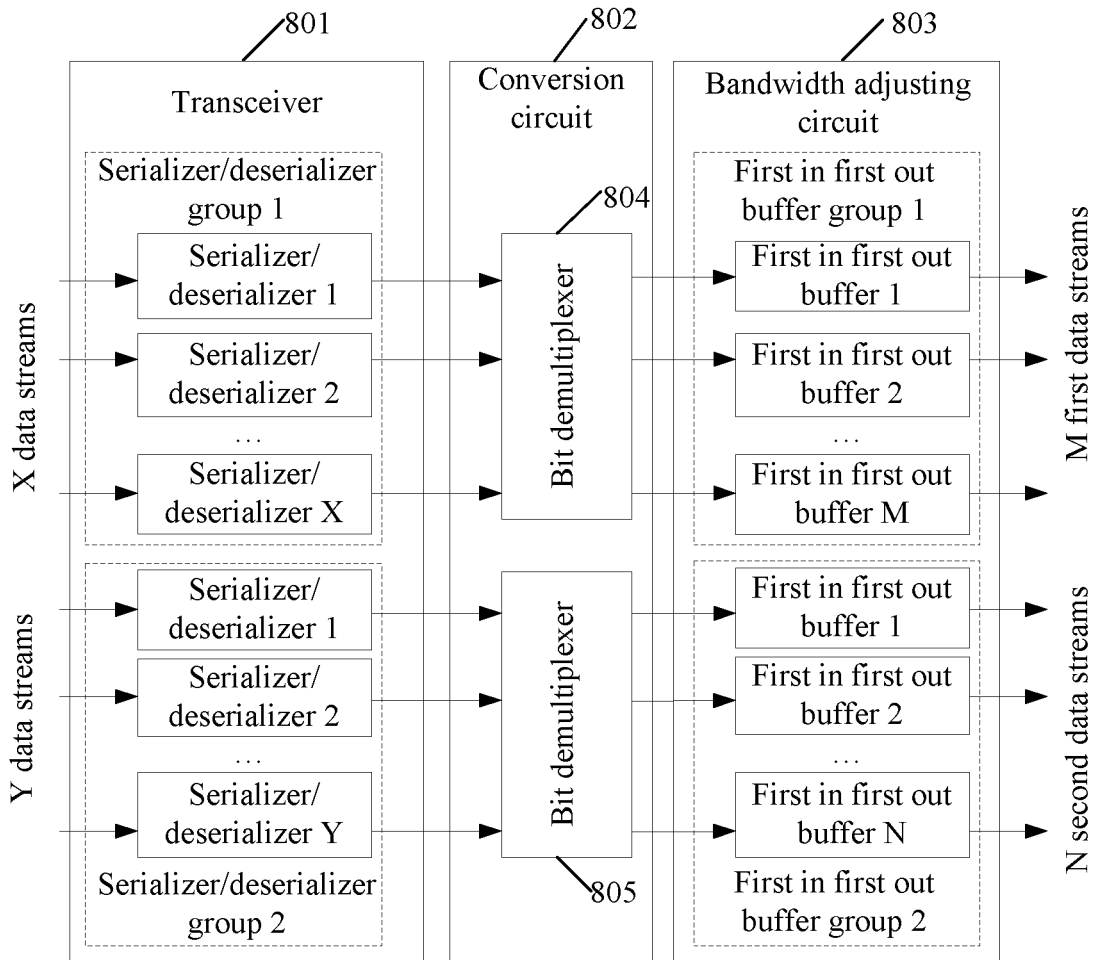 801
802
803
Transceiver
Conversion
circuit
Bandwidth adjusting
circuit
Serializer/deserializer
group 1
804
First in first out
buffer group 1
X data streams
Serializer/
deserializer 1
Serializer/
deserializer 2
...
Serializer/
deserializer X
Bit demultiplexer
First in first out
buffer 1
First in first out
buffer 2
...
First in first out
buffer M
M first data streams
Y data streams
Serializer/
deserializer 1
Serializer/
deserializer 2
...
Serializer/
deserializer Y
Serializer/deserializer
group 2
Bit demultiplexer
805
First in first out
buffer 1
First in first out
buffer 2
...
First in first out
buffer N
First in first out
buffer group 2
N second data streams